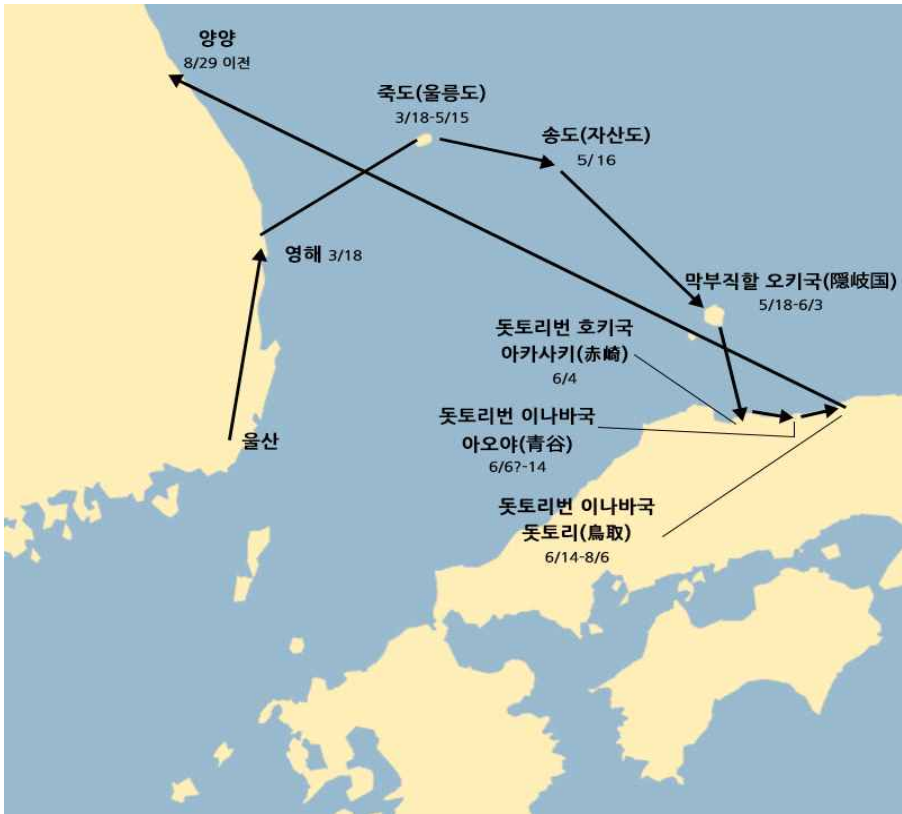 양양
8/29 이전
죽도(울릉도)
3/18-5/15
송도(자산도)
5/16
영해 3/18
막부직할 오키국(隠岐国)
5/18-6/3
돗토리번 호키국
아카사키(赤崎)
6/4
돗토리번 이나바국
아오야(青谷)
6/6?-14
울산
돗토리번 이나바국
돗토리(鳥取)
6/14-8/6